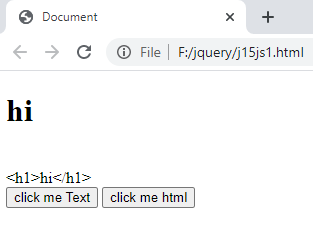 Document
File F:/jquery/j15js1.html
hi
<h1>hi</h1>
click me Text click me html